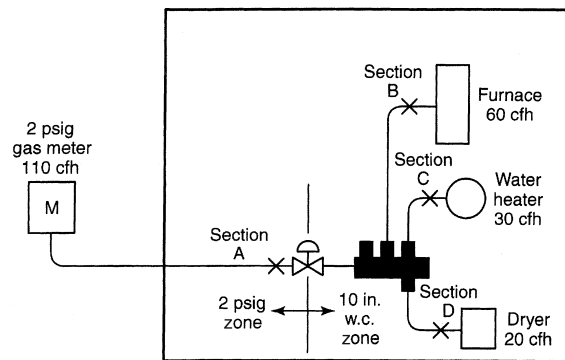 2 psig
gas meter
110 cfh
M
Section
A
2 psig
zone
10 in.
w.c.
zone
Section
B
Furnace
60 cfh
Section
C
Water
heater
30 cfh
Section
D
Dryer
20 cfh